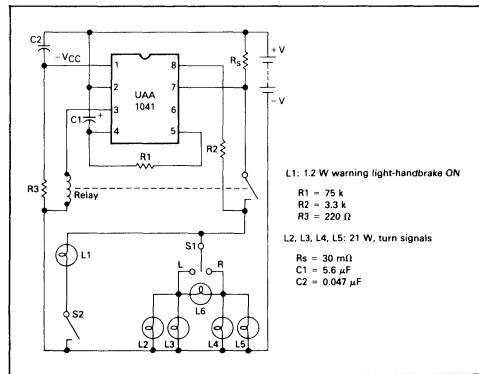 C2
−VCC
+V
−V
RS
1
2
3
4
8
7
6
5
UAA
1041
C1 +
R1
R2
R3
Relay
L1
S2
S1
L R
L6
L2 L3 L4 L5
L1: 1.2 W warning light-handbrake ON
R1 = 75 k
R2 = 3.3 k
R3 = 220 Ω
L2, L3, L4, L5: 21 W, turn signals
Rs = 30 mΩ
C1 = 5.6 µF
C2 = 0.047 µF